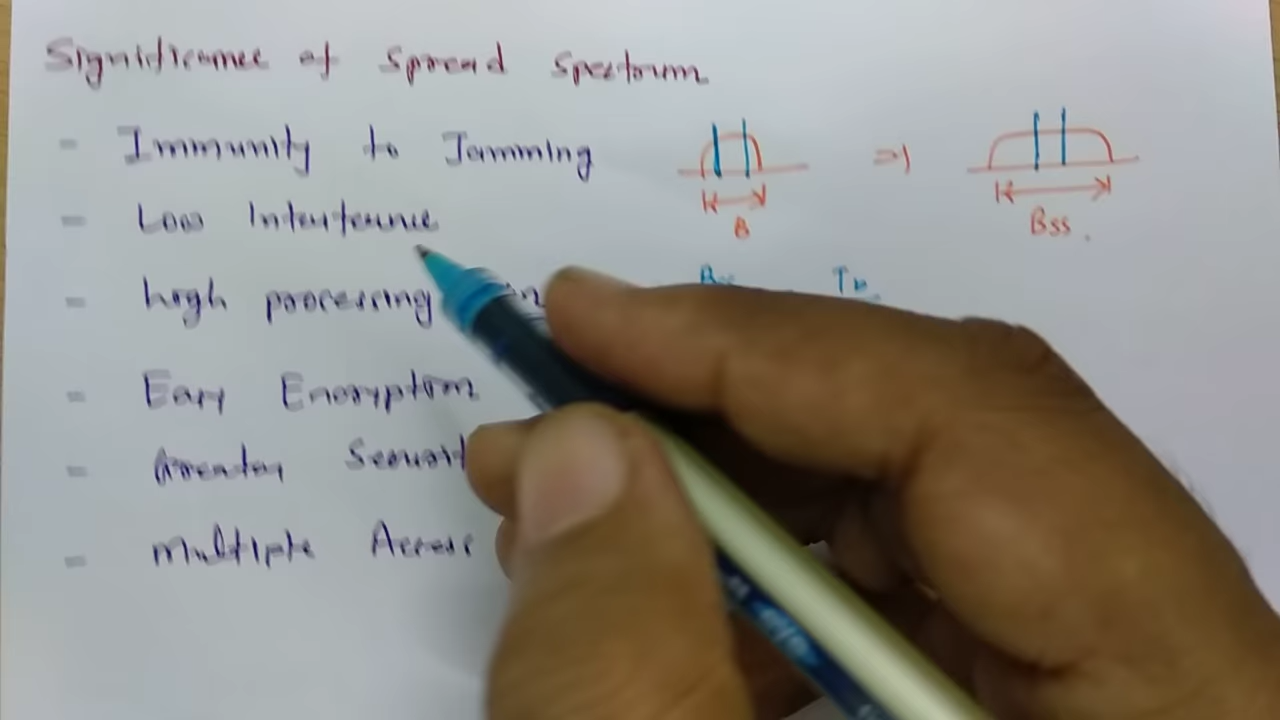 Significance of Spread Spectrum
- Immunity to Jamming
B
=>
Bss.
- Low Interference
- high processing
- Easy Encryption
- Greater Securit
- Multiple Access